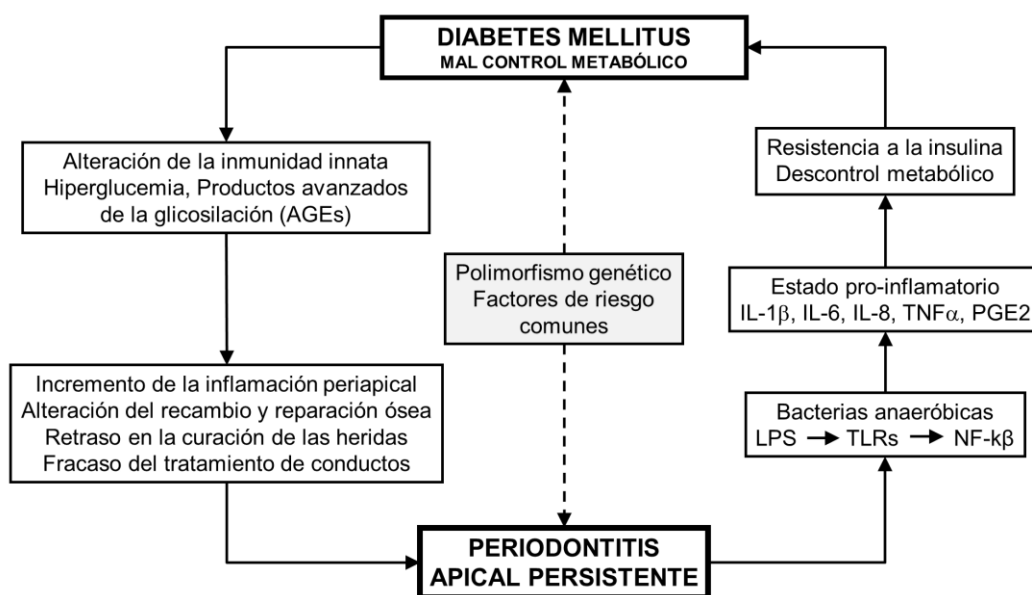 DIABETES MELLITUS
MAL CONTROL METABÓLICO
Alteración de la inmunidad innata
Hiperglucemia, Productos avanzados
de la glicosilación (AGEs)
Incremento de la inflamación periapical
Alteración del recambio y reparación ósea
Retraso en la curación de las heridas
Fracaso del tratamiento de conductos
Polimorfismo genético
Factores de riesgo
comunes
Resistencia a la insulina
Descontrol metabólico
Estado pro-inflamatorio
IL-1β, IL-6, IL-8, TNFα, PGE2
Bacterias anaeróbicas
LPS → TLRs → NF-kβ
PERIODONTITIS
APICAL PERSISTENTE